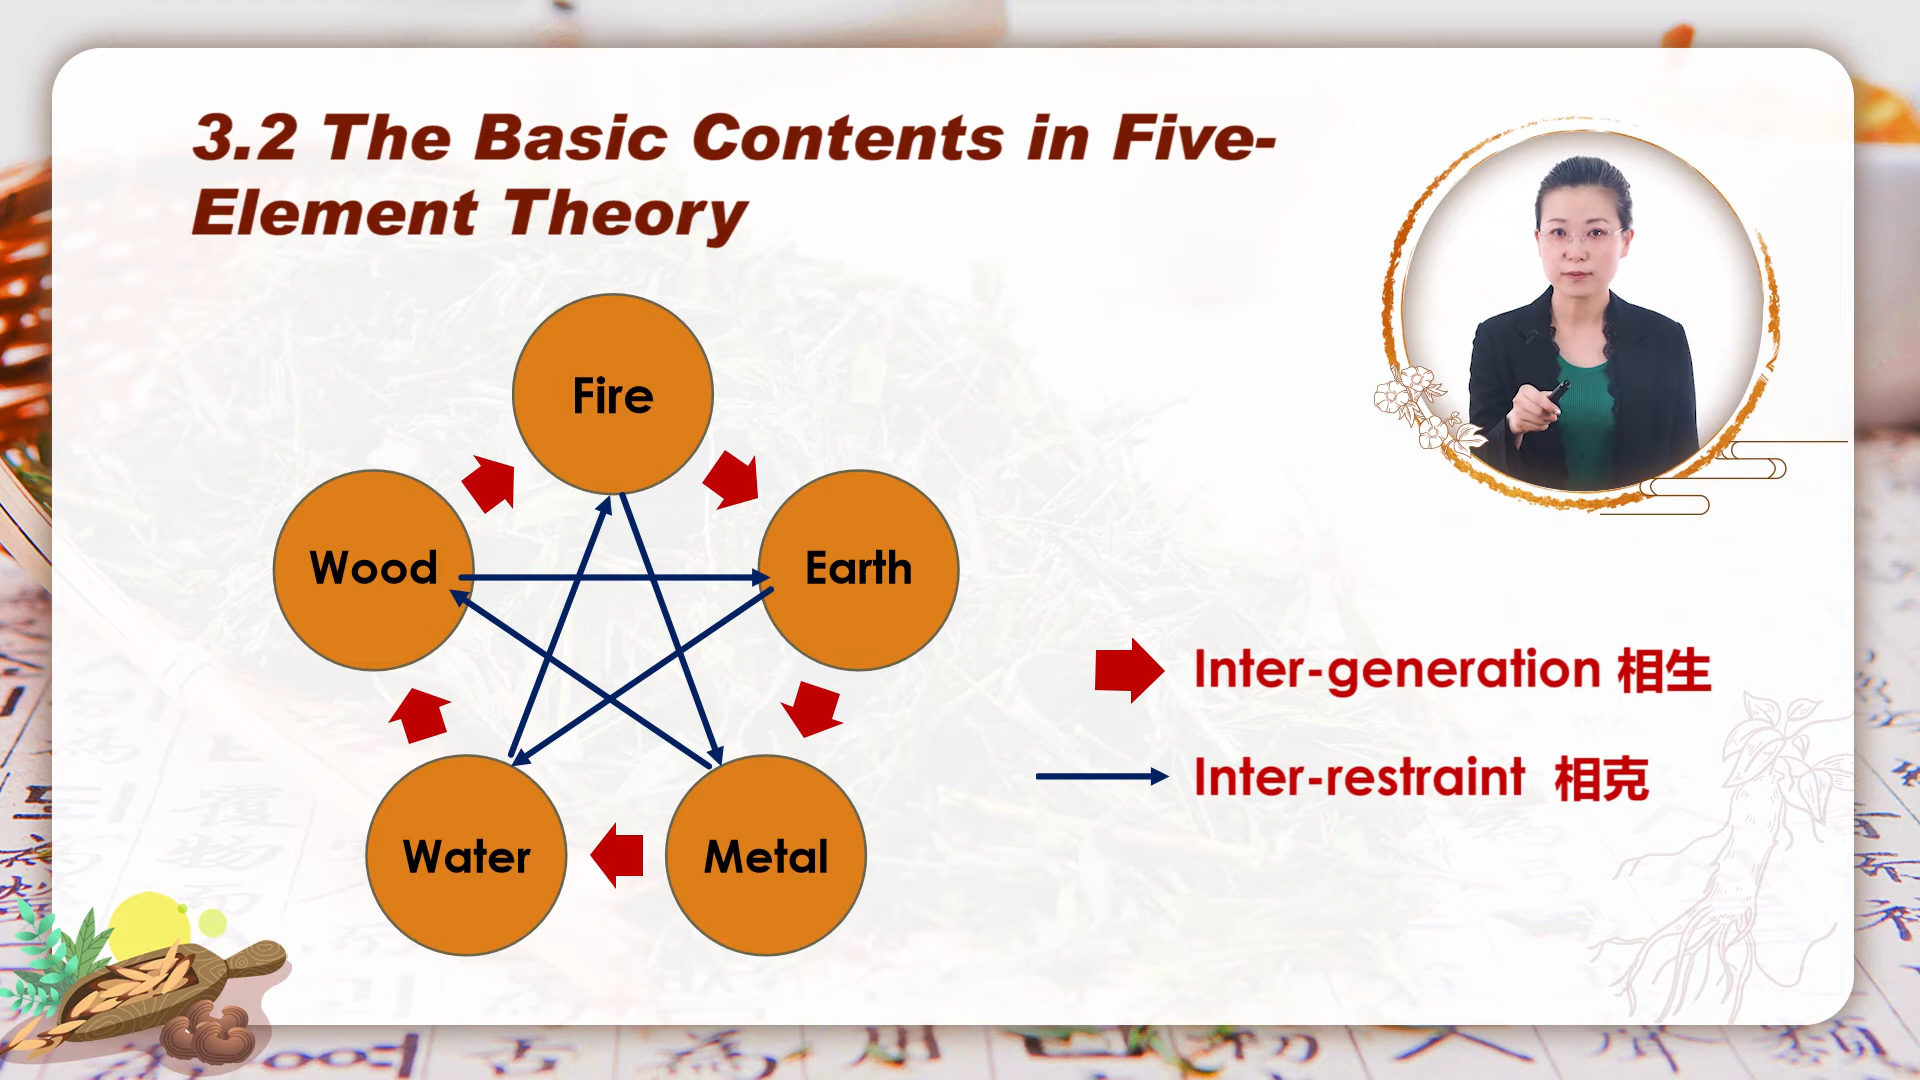 3.2 The Basic Contents in Five-
Element Theory
Fire
Wood
Earth
Water
Metal
Inter-generation 相生
Inter-restraint 相克